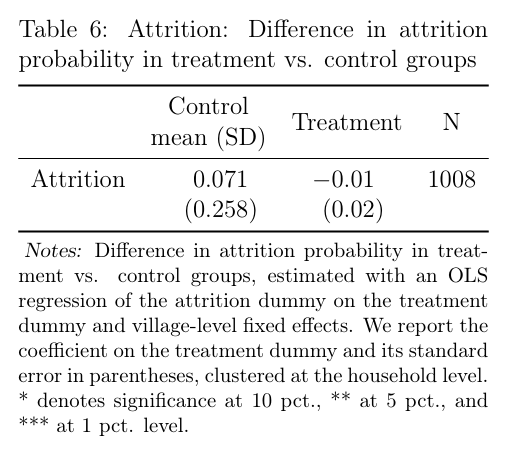 Table 6: Attrition: Difference in attrition
probability in treatment vs. control groups
Control
mean (SD) Treatment N
Attrition 0.071 −0.01 1008
(0.258) (0.02)
Notes: Difference in attrition probability in treat-
ment vs. control groups, estimated with an OLS
regression of the attrition dummy on the treatment
dummy and village-level fixed effects. We report the
coefficient on the treatment dummy and its standard
error in parentheses, clustered at the household level.
* denotes significance at 10 pct., ** at 5 pct., and
*** at 1 pct. level.